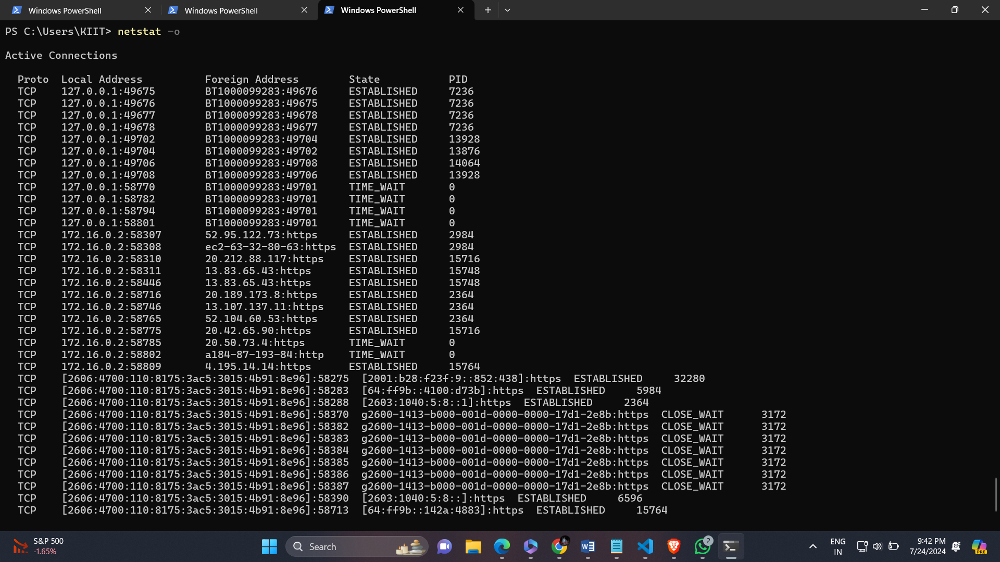 Windows PowerShell
Windows PowerShell
Windows PowerShell
PS C:\Users\KIIT> netstat -o
Active Connections
Proto  Local Address          Foreign Address        State           PID
TCP    127.0.0.1:49675        BT1000099283:49676     ESTABLISHED     7236
TCP    127.0.0.1:49676        BT1000099283:49675     ESTABLISHED     7236
TCP    127.0.0.1:49677        BT1000099283:49678     ESTABLISHED     7236
TCP    127.0.0.1:49678        BT1000099283:49677     ESTABLISHED     7236
TCP    127.0.0.1:49702        BT1000099283:49704     ESTABLISHED     13928
TCP    127.0.0.1:49704        BT1000099283:49702     ESTABLISHED     13876
TCP    127.0.0.1:49706        BT1000099283:49708     ESTABLISHED     14064
TCP    127.0.0.1:49708        BT1000099283:49706     ESTABLISHED     13928
TCP    127.0.0.1:58770        BT1000099283:49701     TIME_WAIT       0
TCP    127.0.0.1:58782        BT1000099283:49701     TIME_WAIT       0
TCP    127.0.0.1:58794        BT1000099283:49701     TIME_WAIT       0
TCP    127.0.0.1:58801        BT1000099283:49701     TIME_WAIT       0
TCP    172.16.0.2:58307       52.95.122.73:https     ESTABLISHED     2984
TCP    172.16.0.2:58308       ec2-63-32-80-63:https  ESTABLISHED     2984
TCP    172.16.0.2:58310       20.212.88.117:https    ESTABLISHED     15716
TCP    172.16.0.2:58311       13.83.65.43:https      ESTABLISHED     15748
TCP    172.16.0.2:58446       13.83.65.43:https      ESTABLISHED     15748
TCP    172.16.0.2:58716       20.189.173.8:https     ESTABLISHED     2364
TCP    172.16.0.2:58746       13.107.137.11:https    ESTABLISHED     2364
TCP    172.16.0.2:58765       52.104.60.53:https     ESTABLISHED     2364
TCP    172.16.0.2:58775       20.42.65.90:https      ESTABLISHED     15716
TCP    172.16.0.2:58785       20.50.73.4:https       TIME_WAIT       0
TCP    172.16.0.2:58802       a184-87-193-84:http    TIME_WAIT       0
TCP    172.16.0.2:58809       4.195.14.14:https      ESTABLISHED     15764
TCP    [2606:4700:110:8175:3ac5:3015:4b91:8e96]:58275  [2001:b28:f23f:9::852:438]:https  ESTABLISHED     32280
TCP    [2606:4700:110:8175:3ac5:3015:4b91:8e96]:58283  [64:ff9b::4100:d73b]:https  ESTABLISHED     5984
TCP    [2606:4700:110:8175:3ac5:3015:4b91:8e96]:58288  [2603:1040:5:8::1]:https  ESTABLISHED     2364
TCP    [2606:4700:110:8175:3ac5:3015:4b91:8e96]:58370  g2600-1413-b000-001d-0000-0000-17d1-2e8b:https  CLOSE_WAIT      3172
TCP    [2606:4700:110:8175:3ac5:3015:4b91:8e96]:58382  g2600-1413-b000-001d-0000-0000-17d1-2e8b:https  CLOSE_WAIT      3172
TCP    [2606:4700:110:8175:3ac5:3015:4b91:8e96]:58383  g2600-1413-b000-001d-0000-0000-17d1-2e8b:https  CLOSE_WAIT      3172
TCP    [2606:4700:110:8175:3ac5:3015:4b91:8e96]:58384  g2600-1413-b000-001d-0000-0000-17d1-2e8b:https  CLOSE_WAIT      3172
TCP    [2606:4700:110:8175:3ac5:3015:4b91:8e96]:58385  g2600-1413-b000-001d-0000-0000-17d1-2e8b:https  CLOSE_WAIT      3172
TCP    [2606:4700:110:8175:3ac5:3015:4b91:8e96]:58386  g2600-1413-b000-001d-0000-0000-17d1-2e8b:https  CLOSE_WAIT      3172
TCP    [2606:4700:110:8175:3ac5:3015:4b91:8e96]:58387  g2600-1413-b000-001d-0000-0000-17d1-2e8b:https  CLOSE_WAIT      3172
TCP    [2606:4700:110:8175:3ac5:3015:4b91:8e96]:58390  [2603:1040:5:8::]:https  ESTABLISHED     6596
TCP    [2606:4700:110:8175:3ac5:3015:4b91:8e96]:58713  [64:ff9b::142a:4883]:https  ESTABLISHED     15764
S&P 500
-1.65%
Search
W
2
ENG
IN
9:42 PM
7/24/2024
PRE